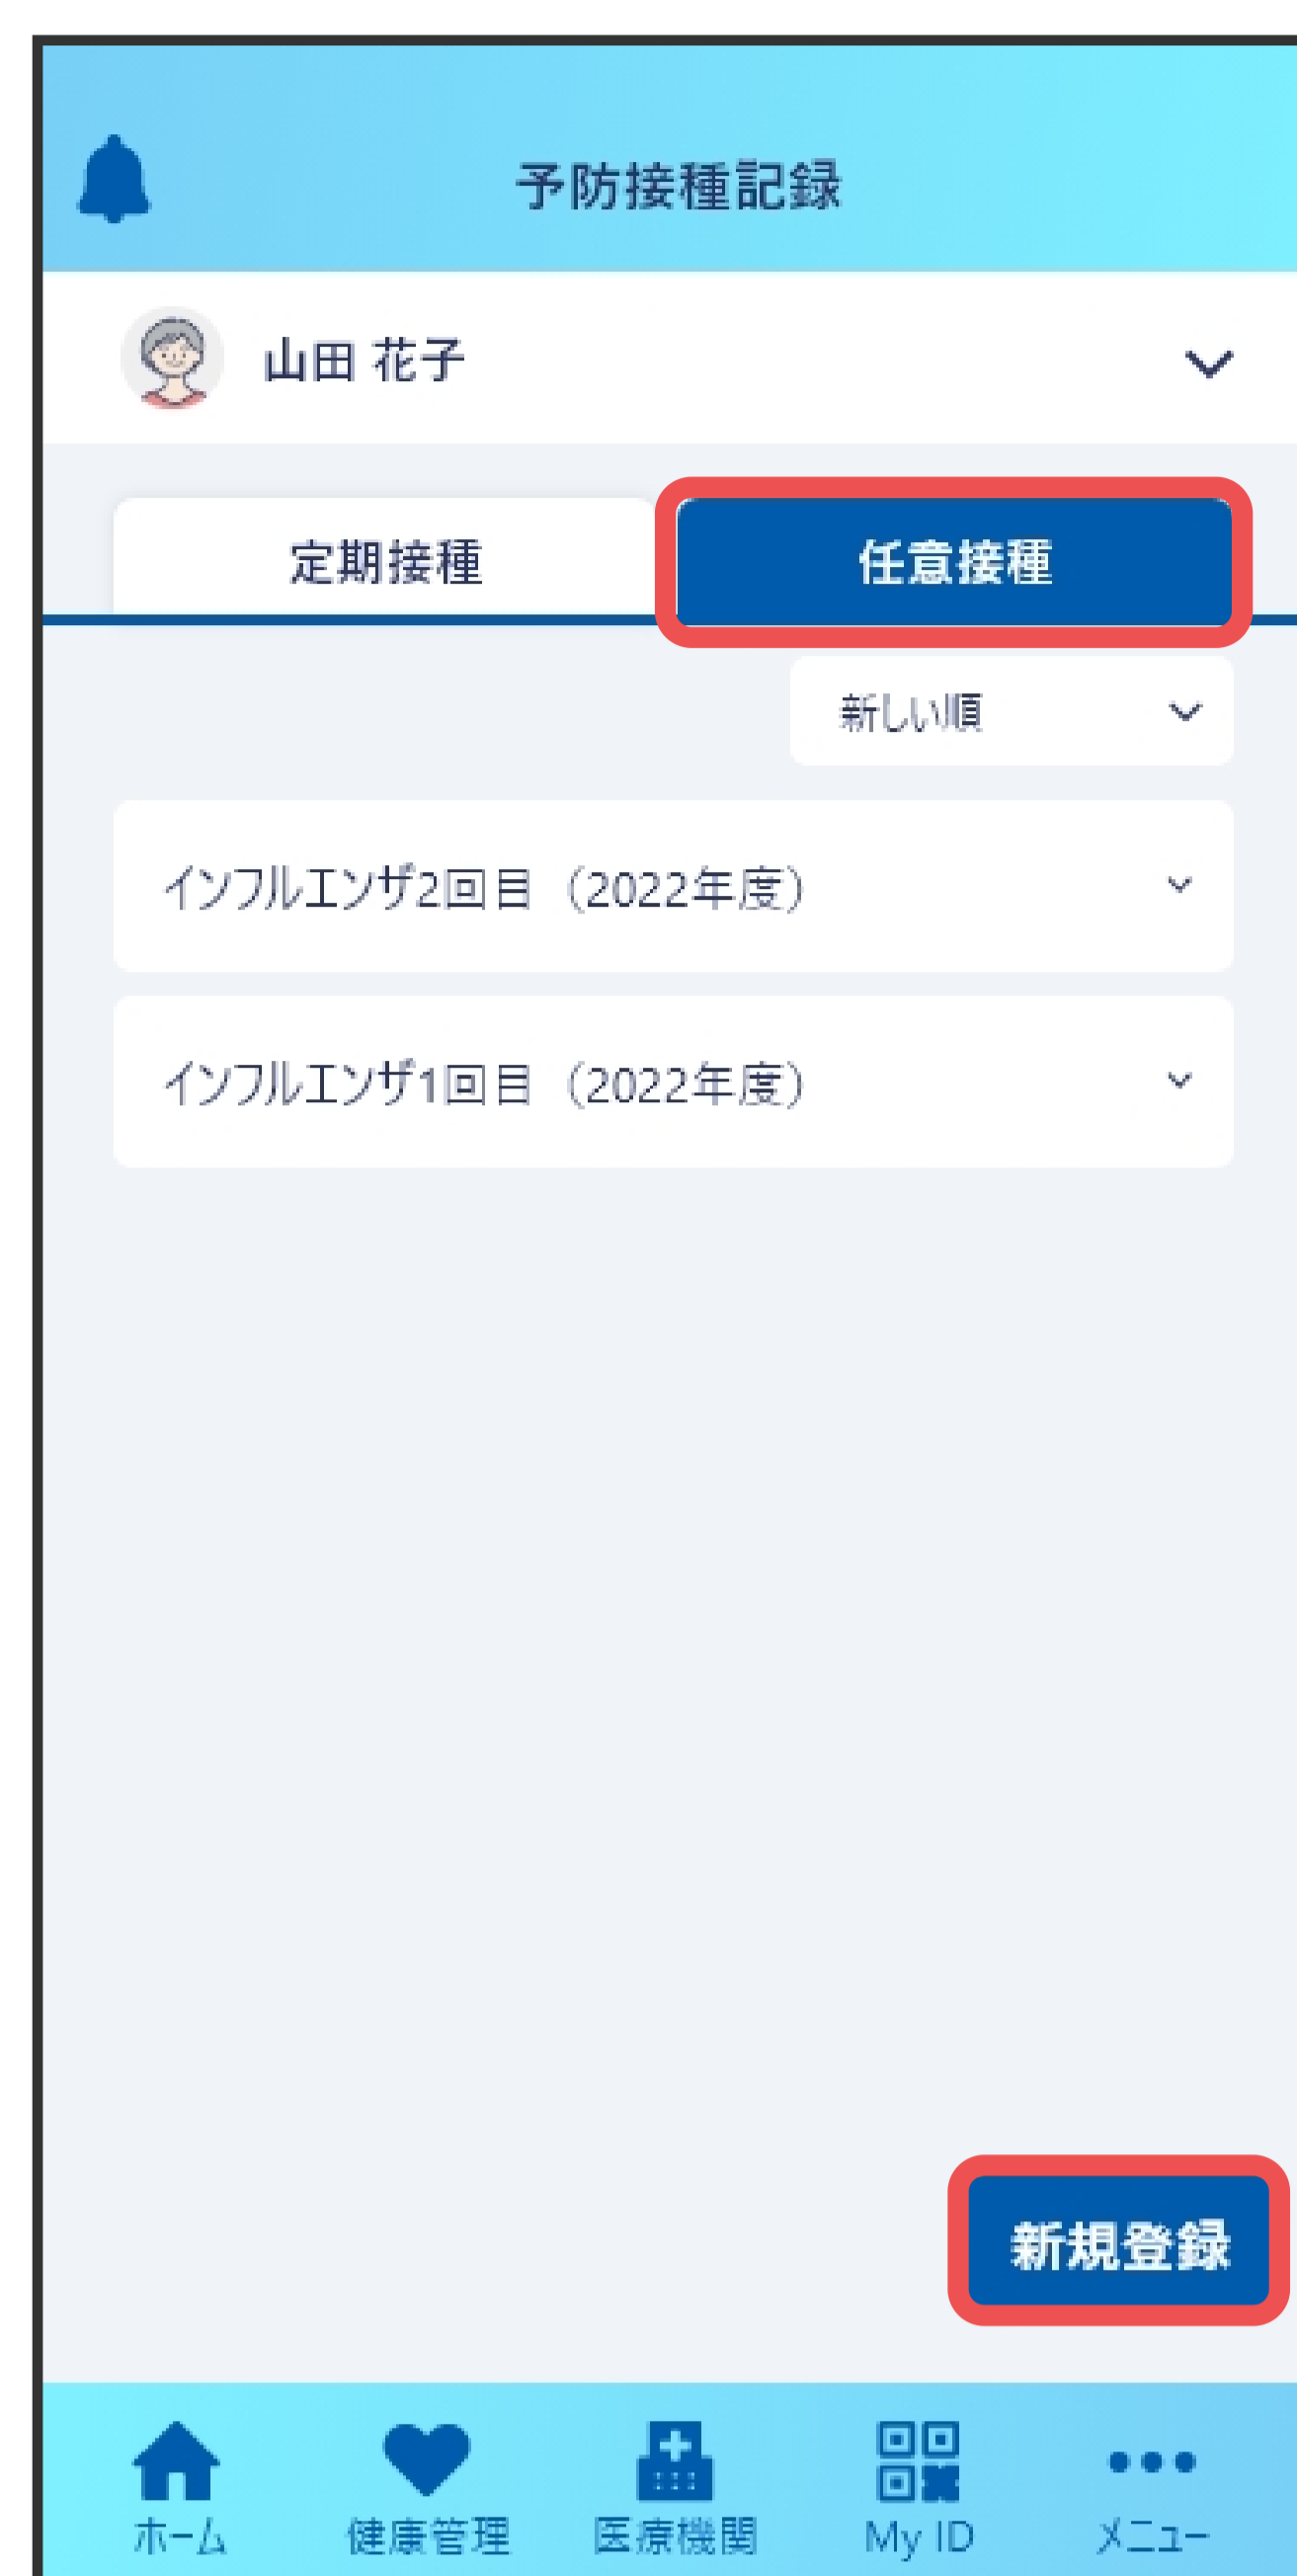 予防接種記録
山田 花子
定期接種 任意接種
新しい順
インフルエンザ2回目（2022年度）
インフルエンザ1回目（2022年度）
新規登録
ホーム 健康管理 医療機関 My ID メニュー